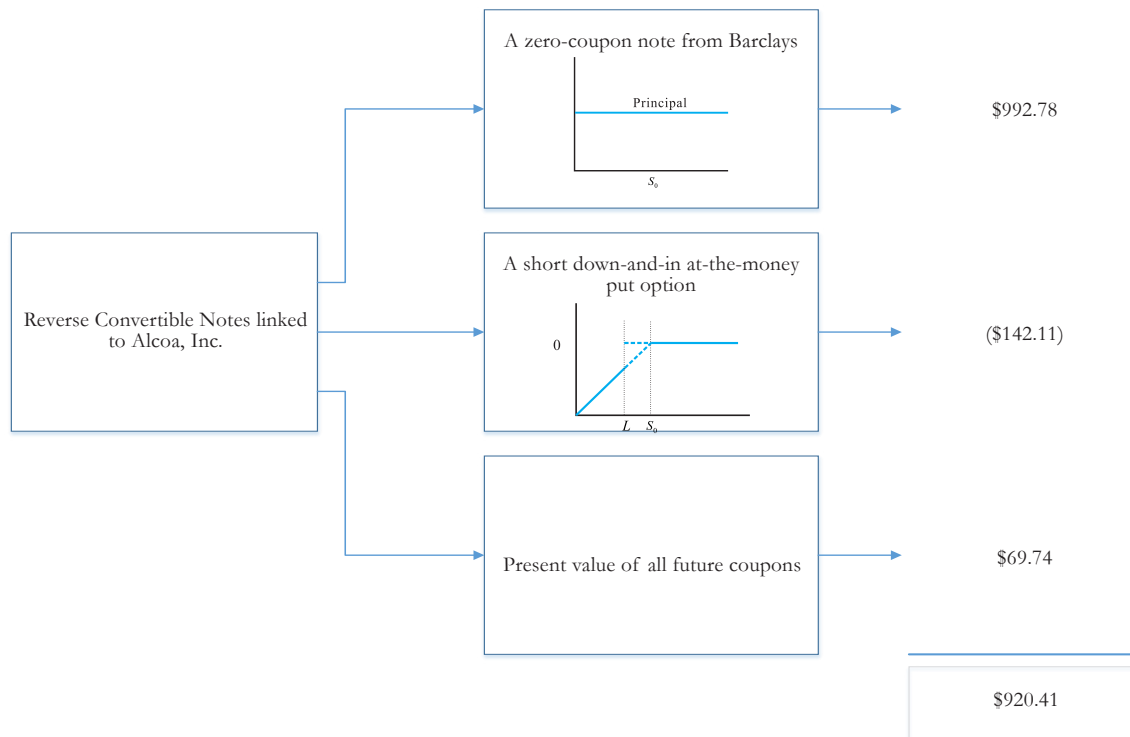 A zero-coupon note from Barclays
Principal
S₀
$992.78
Reverse Convertible Notes linked
to Alcoa, Inc.
A short down-and-in at-the-money
put option
0
L S₀
($142.11)
Present value of all future coupons
$69.74
$920.41